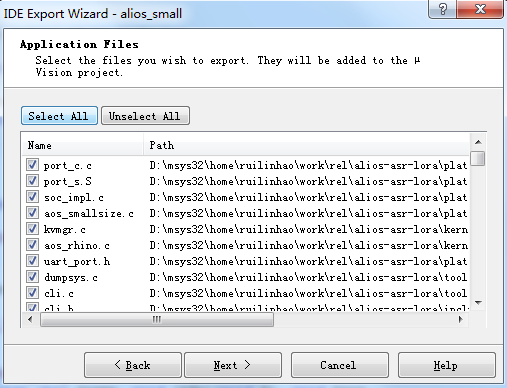 IDE Export Wizard - alios_small
Application Files
Select the files you wish to export. They will be added to the µ
Vision project.
Select All Unselect All
Name Path
port_c.c D:\msys32\home\ruilinhao\work\rel\alios-asr-lora\plat
port_s.S D:\msys32\home\ruilinhao\work\rel\alios-asr-lora\plat
soc_impl.c D:\msys32\home\ruilinhao\work\rel\alios-asr-lora\plat
aos_smallsize.c D:\msys32\home\ruilinhao\work\rel\alios-asr-lora\plat
kvmgr.c D:\msys32\home\ruilinhao\work\rel\alios-asr-lora\kern
aos_rhino.c D:\msys32\home\ruilinhao\work\rel\alios-asr-lora\kern
uart_port.h D:\msys32\home\ruilinhao\work\rel\alios-asr-lora\plat
dumpsys.c D:\msys32\home\ruilinhao\work\rel\alios-asr-lora\tool
cli.c D:\msys32\home\ruilinhao\work\rel\alios-asr-lora\tool
cli.h D:\msys32\home\ruilinhao\work\rel\alios-asr-lora\incl
< Back Next > Cancel Help